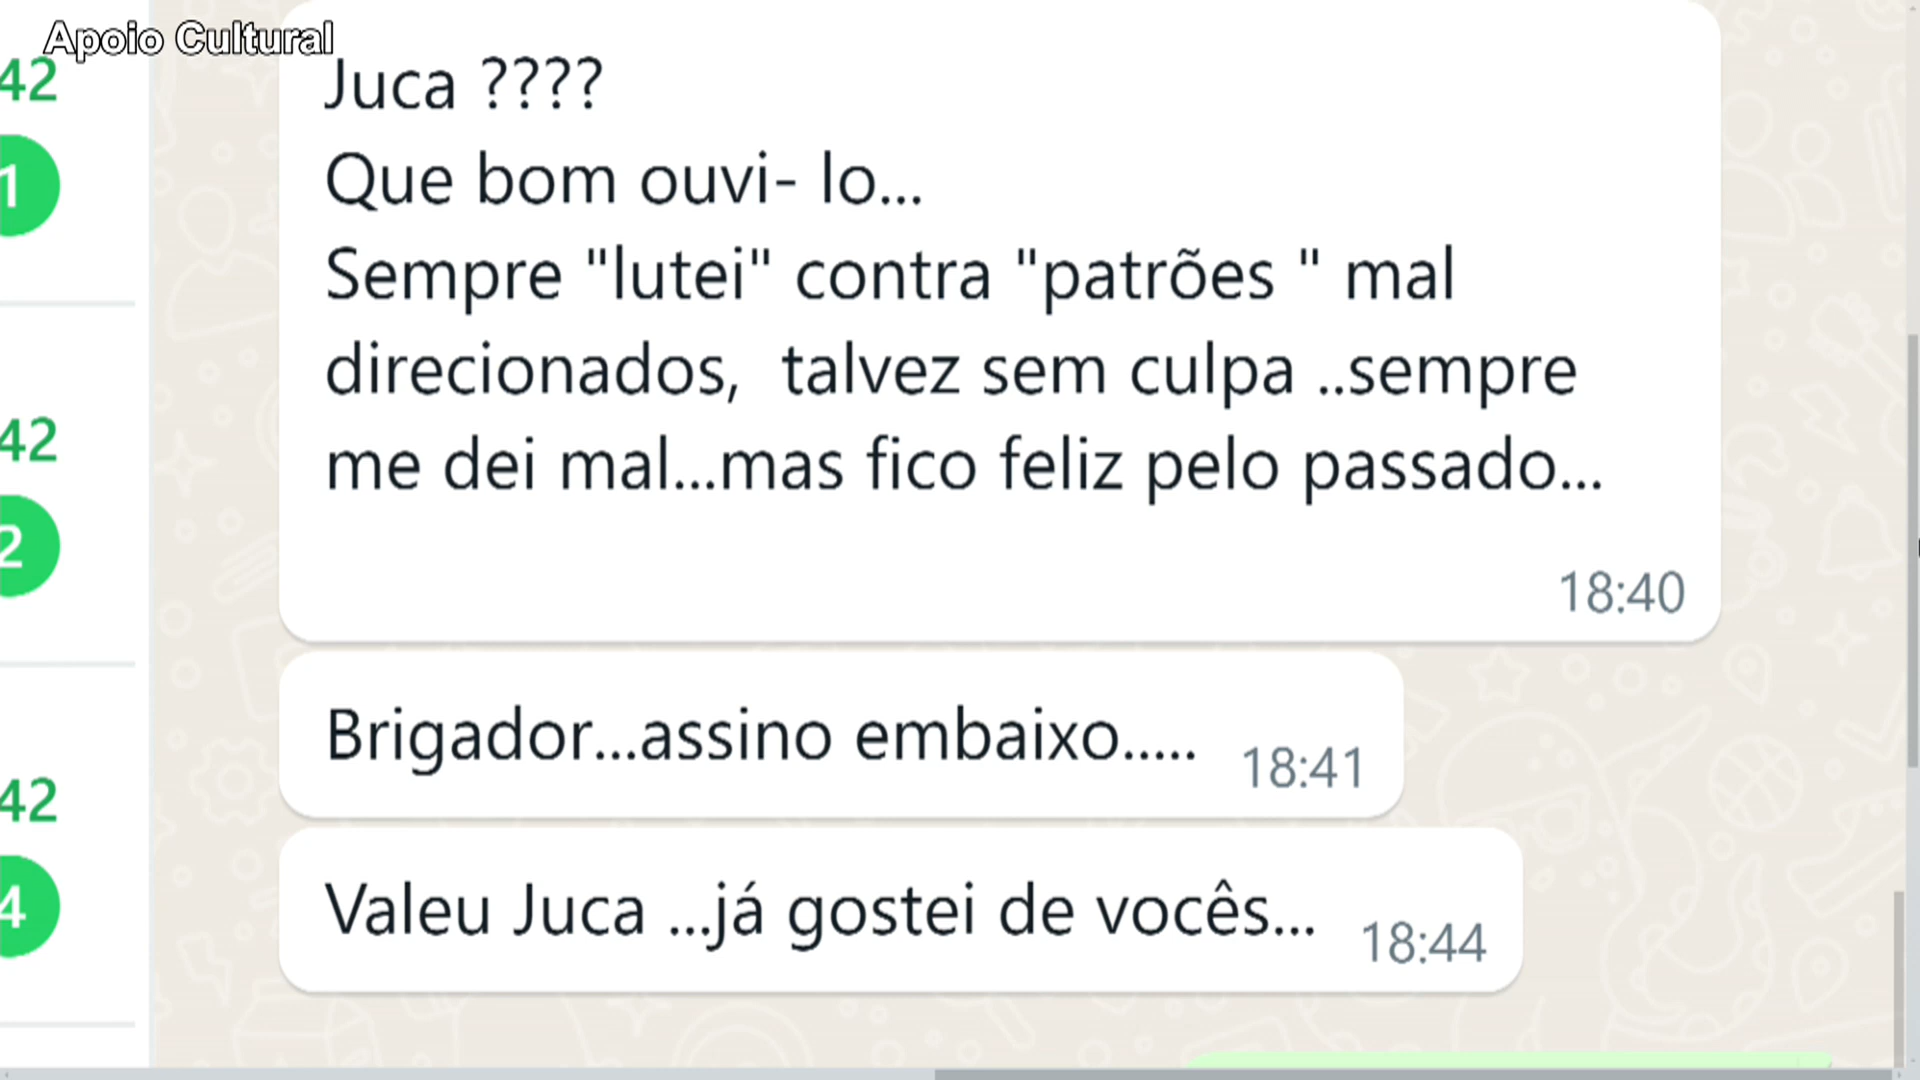 Apoio Cultural
42
1
42
2
42
4
Juca ????
Que bom ouvi- lo...
Sempre "lutei" contra "patrões " mal
direcionados,  talvez sem culpa ..sempre
me dei mal...mas fico feliz pelo passado...
18:40
Brigador...assino embaixo.....
18:41
Valeu Juca ...já gostei de vocês...
18:44